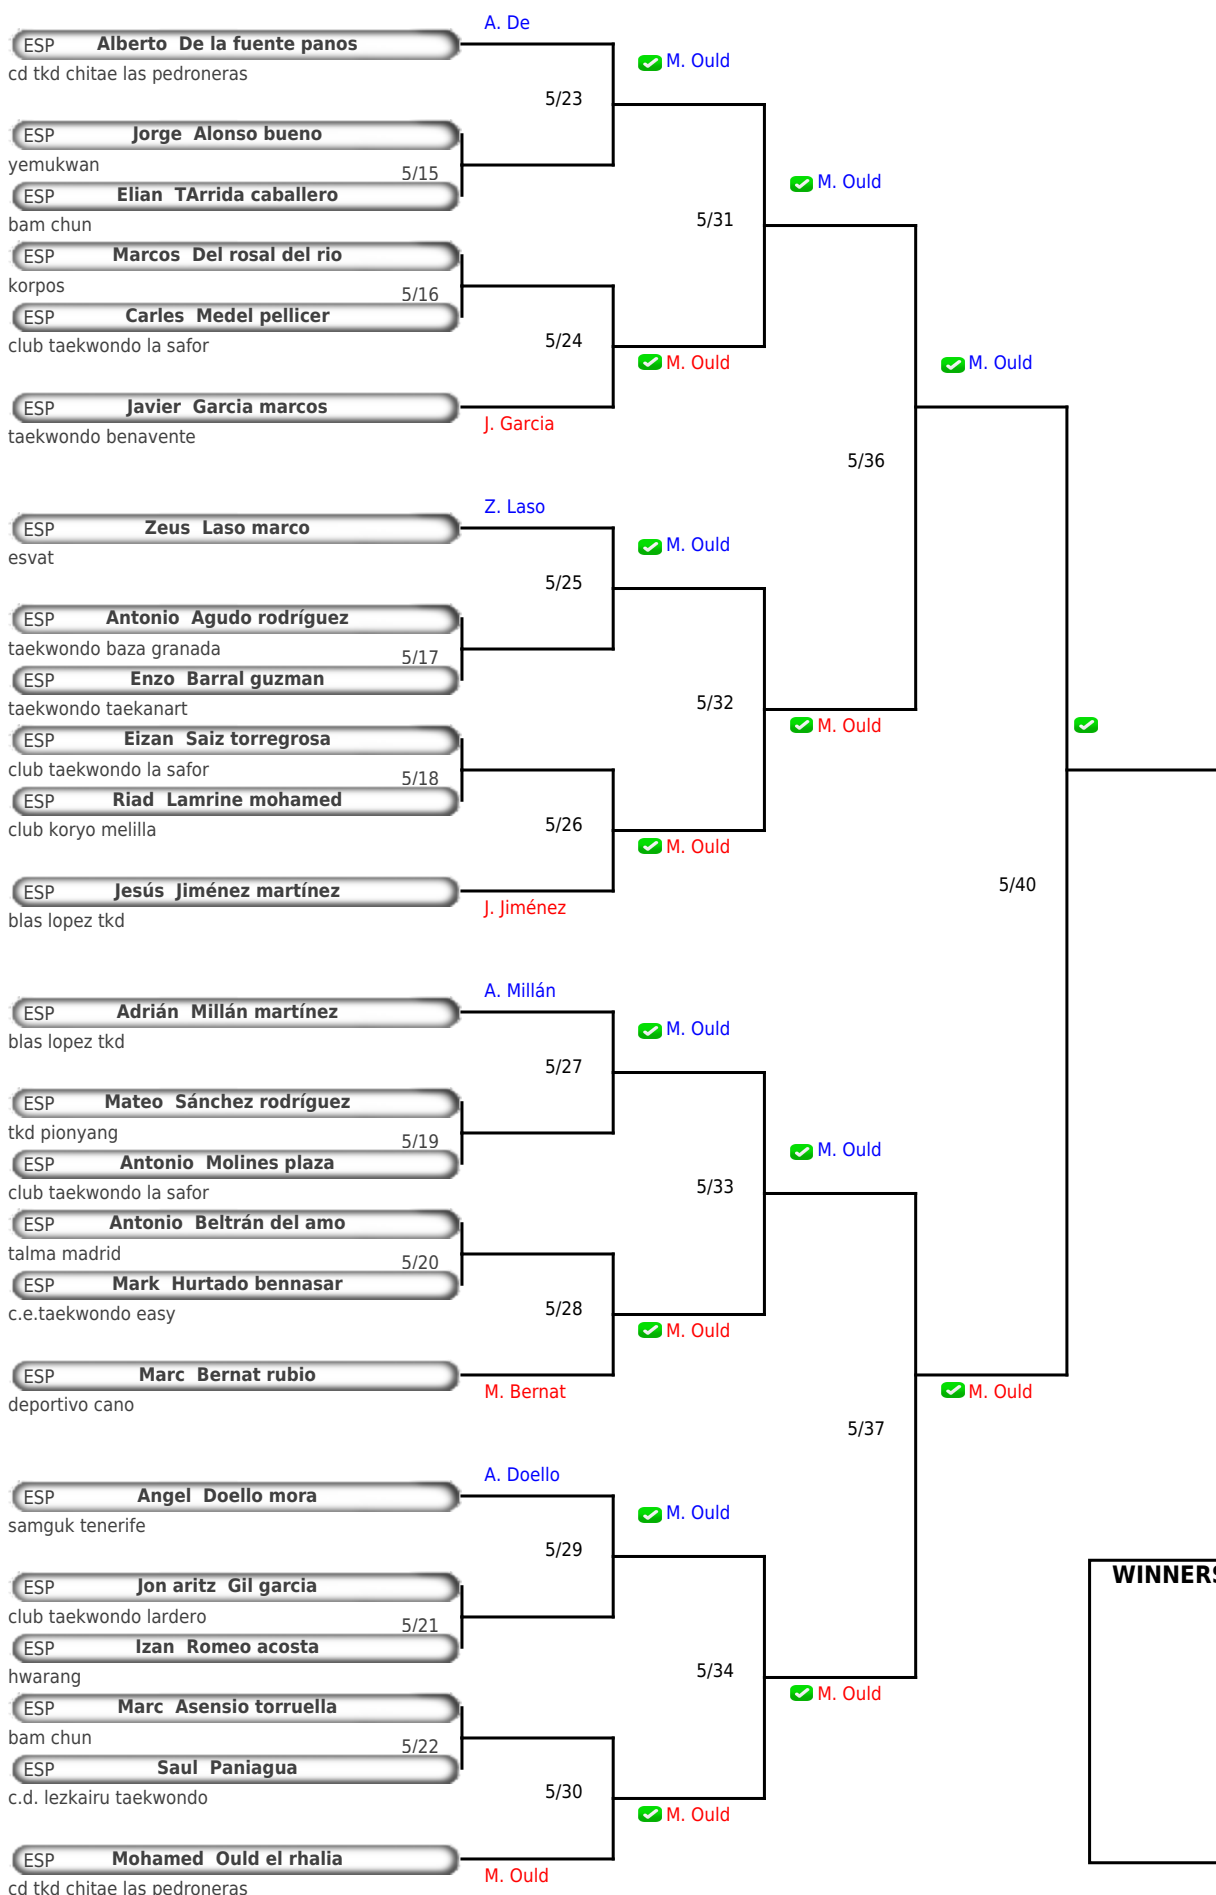 A. De
ESP Alberto De la fuente panos
cd tkd chitae las pedroneras
M. Ould
5/23
ESP Jorge Alonso bueno
yemukwan
5/15
ESP Elian TArrida caballero
bam chun
M. Ould
5/31
ESP Marcos Del rosal del rio
korpos
5/16
ESP Carles Medel pellicer
club taekwondo la safor
5/24
M. Ould
M. Ould
ESP Javier Garcia marcos
taekwondo benavente
J. Garcia
5/36
Z. Laso
ESP Zeus Laso marco
esvat
M. Ould
5/25
ESP Antonio Agudo rodríguez
taekwondo baza granada
5/17
ESP Enzo Barral guzman
taekwondo taekanart
5/32
M. Ould
ESP Eizan Saiz torregrosa
club taekwondo la safor
5/18
ESP Riad Lamrine mohamed
club koryo melilla
5/26
M. Ould
ESP Jesús Jiménez martínez
blas lopez tkd
J. Jiménez
5/40
A. Millán
ESP Adrián Millán martínez
blas lopez tkd
M. Ould
5/27
ESP Mateo Sánchez rodríguez
tkd pionyang
5/19
ESP Antonio Molines plaza
club taekwondo la safor
M. Ould
5/33
ESP Antonio Beltrán del amo
talma madrid
5/20
ESP Mark Hurtado bennasar
c.e.taekwondo easy
5/28
M. Ould
ESP Marc Bernat rubio
deportivo cano
M. Bernat
M. Ould
5/37
A. Doello
ESP Angel Doello mora
samguk tenerife
M. Ould
5/29
ESP Jon aritz Gil garcia
club taekwondo lardero
5/21
ESP Izan Romeo acosta
hwarang
WINNERS
5/34
M. Ould
ESP Marc Asensio torruella
bam chun
5/22
ESP Saul Paniagua
c.d. lezkairu taekwondo
5/30
M. Ould
ESP Mohamed Ould el rhalia
cd tkd chitae las pedroneras
M. Ould